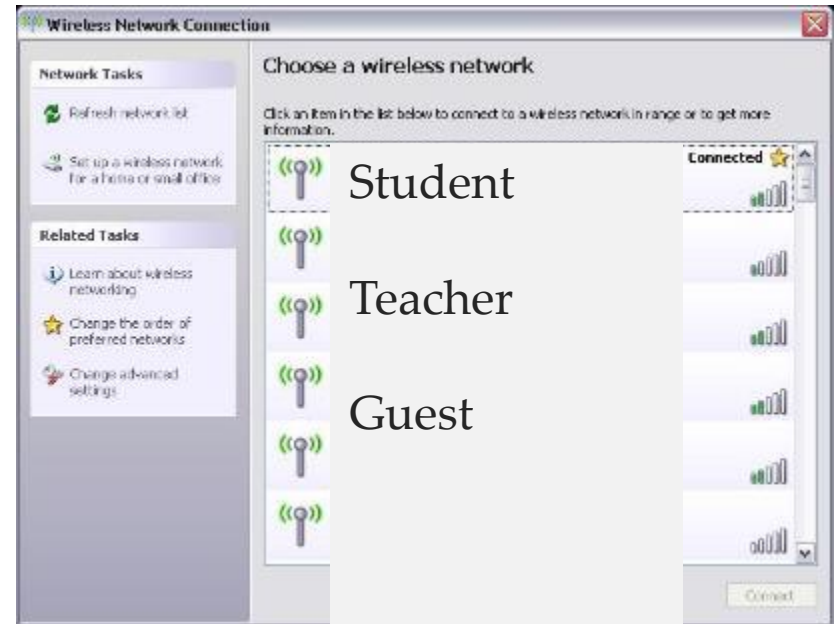 Wireless Network Connection
Network Tasks
Refresh network list
Set up a wireless network
for a home or small office
Related Tasks
Learn about wireless
networking
Change the order of
preferred networks
Change advanced
settings
Choose a wireless network
Click an item in the list below to connect to a wireless network in range or to get more
information.
Connected
Student
Teacher
Guest
Connect